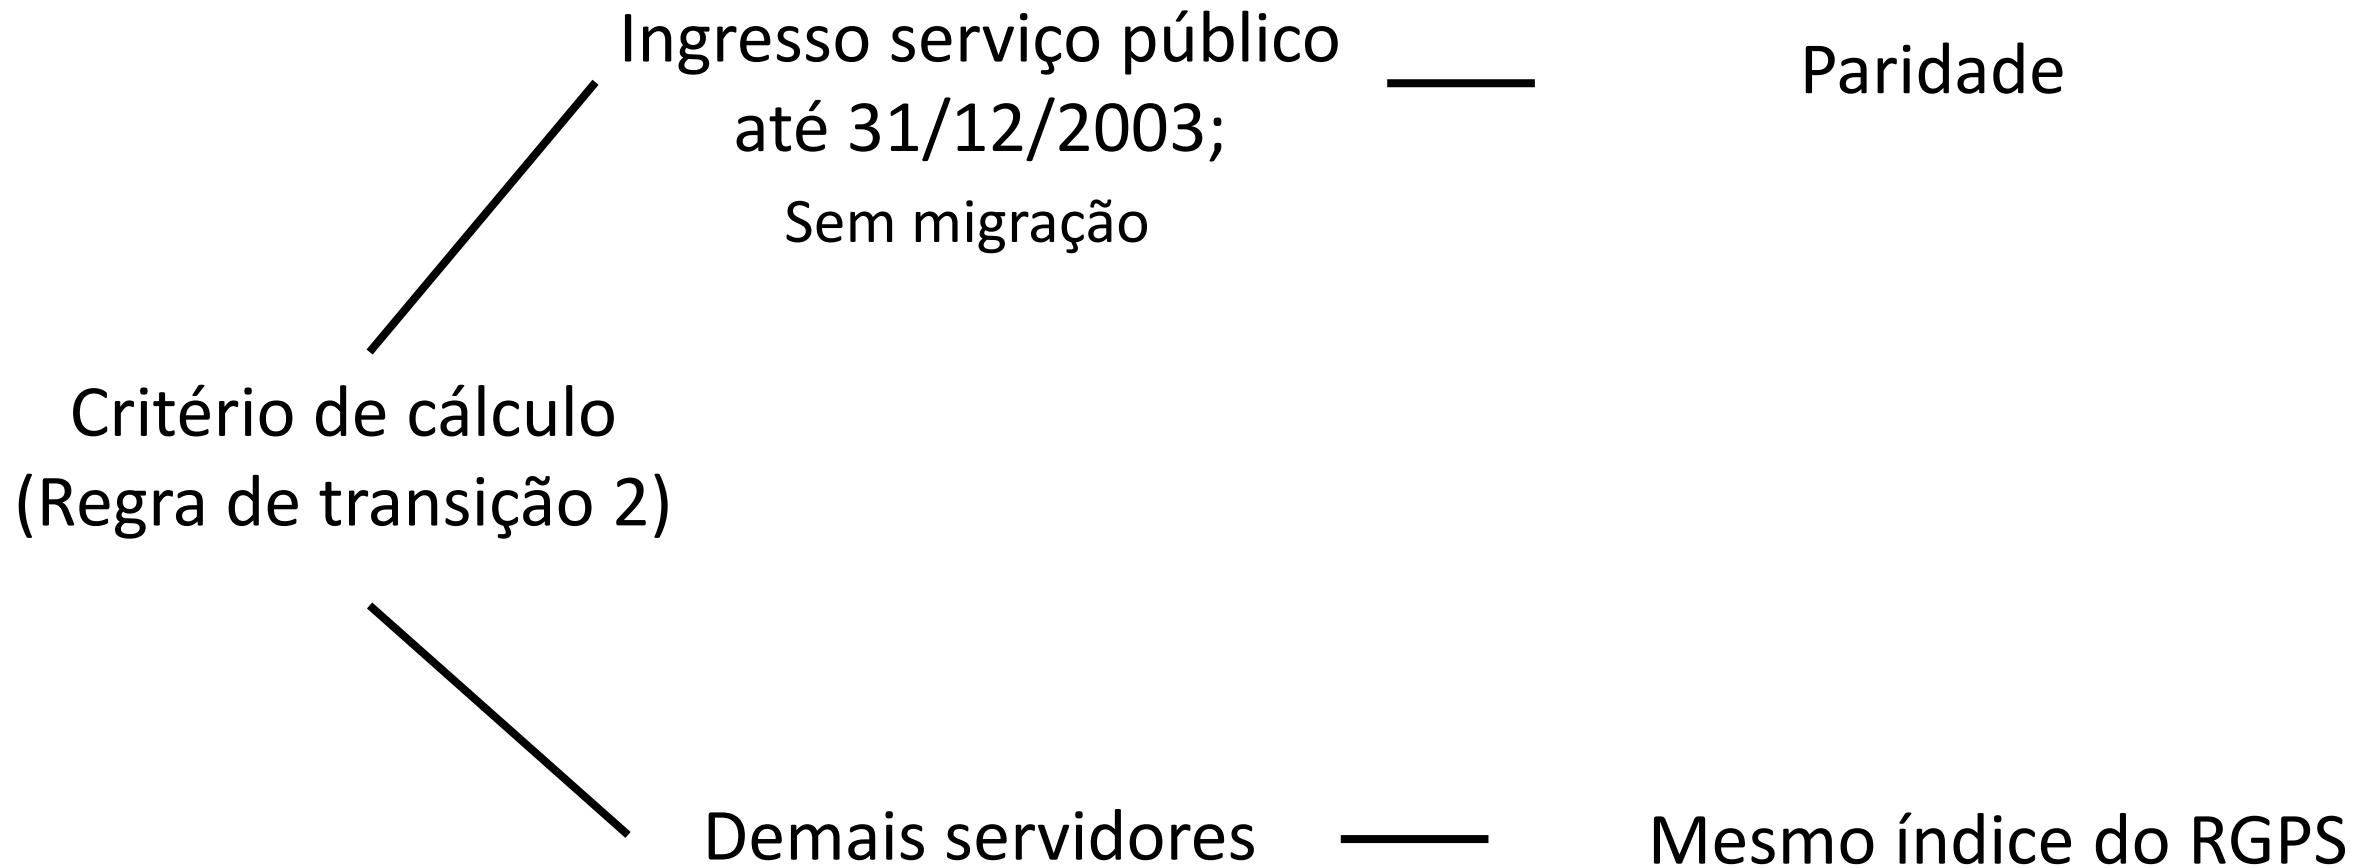 Ingresso serviço público
até 31/12/2003;
Sem migração
Paridade
Critério de cálculo
(Regra de transição 2)
Demais servidores
Mesmo índice do RGPS